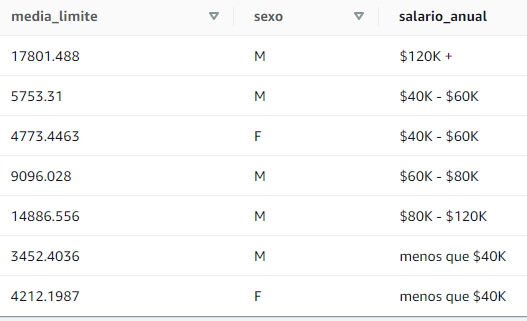 media_limite sexo salario_anual
17801.488 M $120K +
5753.31 M $40K - $60K
4773.4463 F $40K - $60K
9096.028 M $60K - $80K
14886.556 M $80K - $120K
3452.4036 M menos que $40K
4212.1987 F menos que $40K